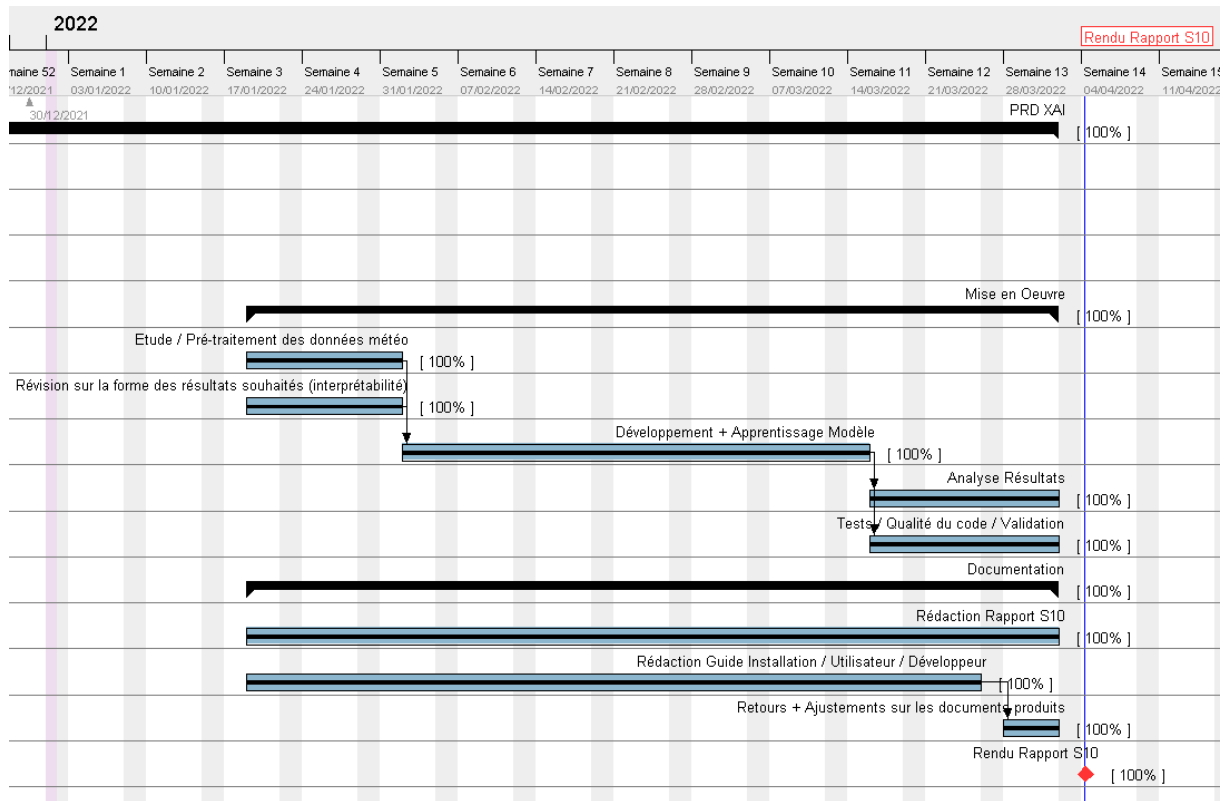 2022
Rendu Rapport S10
naine 52 Semaine 1 Semaine 2 Semaine 3 Semaine 4 Semaine 5 Semaine 6 Semaine 7 Semaine 8 Semaine 9 Semaine 10 Semaine 11 Semaine 12 Semaine 13 Semaine 14 Semaine 15
/12/2021 03/01/2022 10/01/2022 17/01/2022 24/01/2022 31/01/2022 07/02/2022 14/02/2022 21/02/2022 28/02/2022 07/03/2022 14/03/2022 21/03/2022 28/03/2022 04/04/2022 11/04/2022
30/12/2021
PRD XAI
[ 100% ]
Mise en Oeuvre
[ 100% ]
Etude / Pré-traitement des données météo
[ 100% ]
Révision sur la forme des résultats souhaités (interprétabilité)
[ 100% ]
Développement + Apprentissage Modèle
[ 100% ]
Analyse Résultats
[ 100% ]
Tests / Qualité du code / Validation
[ 100% ]
Documentation
[ 100% ]
Rédaction Rapport S10
[ 100% ]
Rédaction Guide Installation / Utilisateur / Développeur
[ 100% ]
Retours + Ajustements sur les documents produits
[ 100% ]
Rendu Rapport S10
[ 100% ]